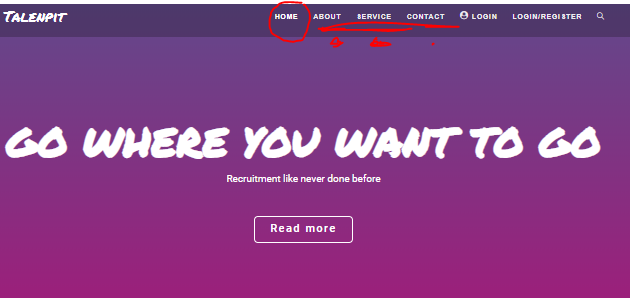 TALENPIT
HOME ABOUT SERVICE CONTACT LOGIN LOGIN/REGISTER
GO WHERE YOU WANT TO GO
Recruitment like never done before
Read more